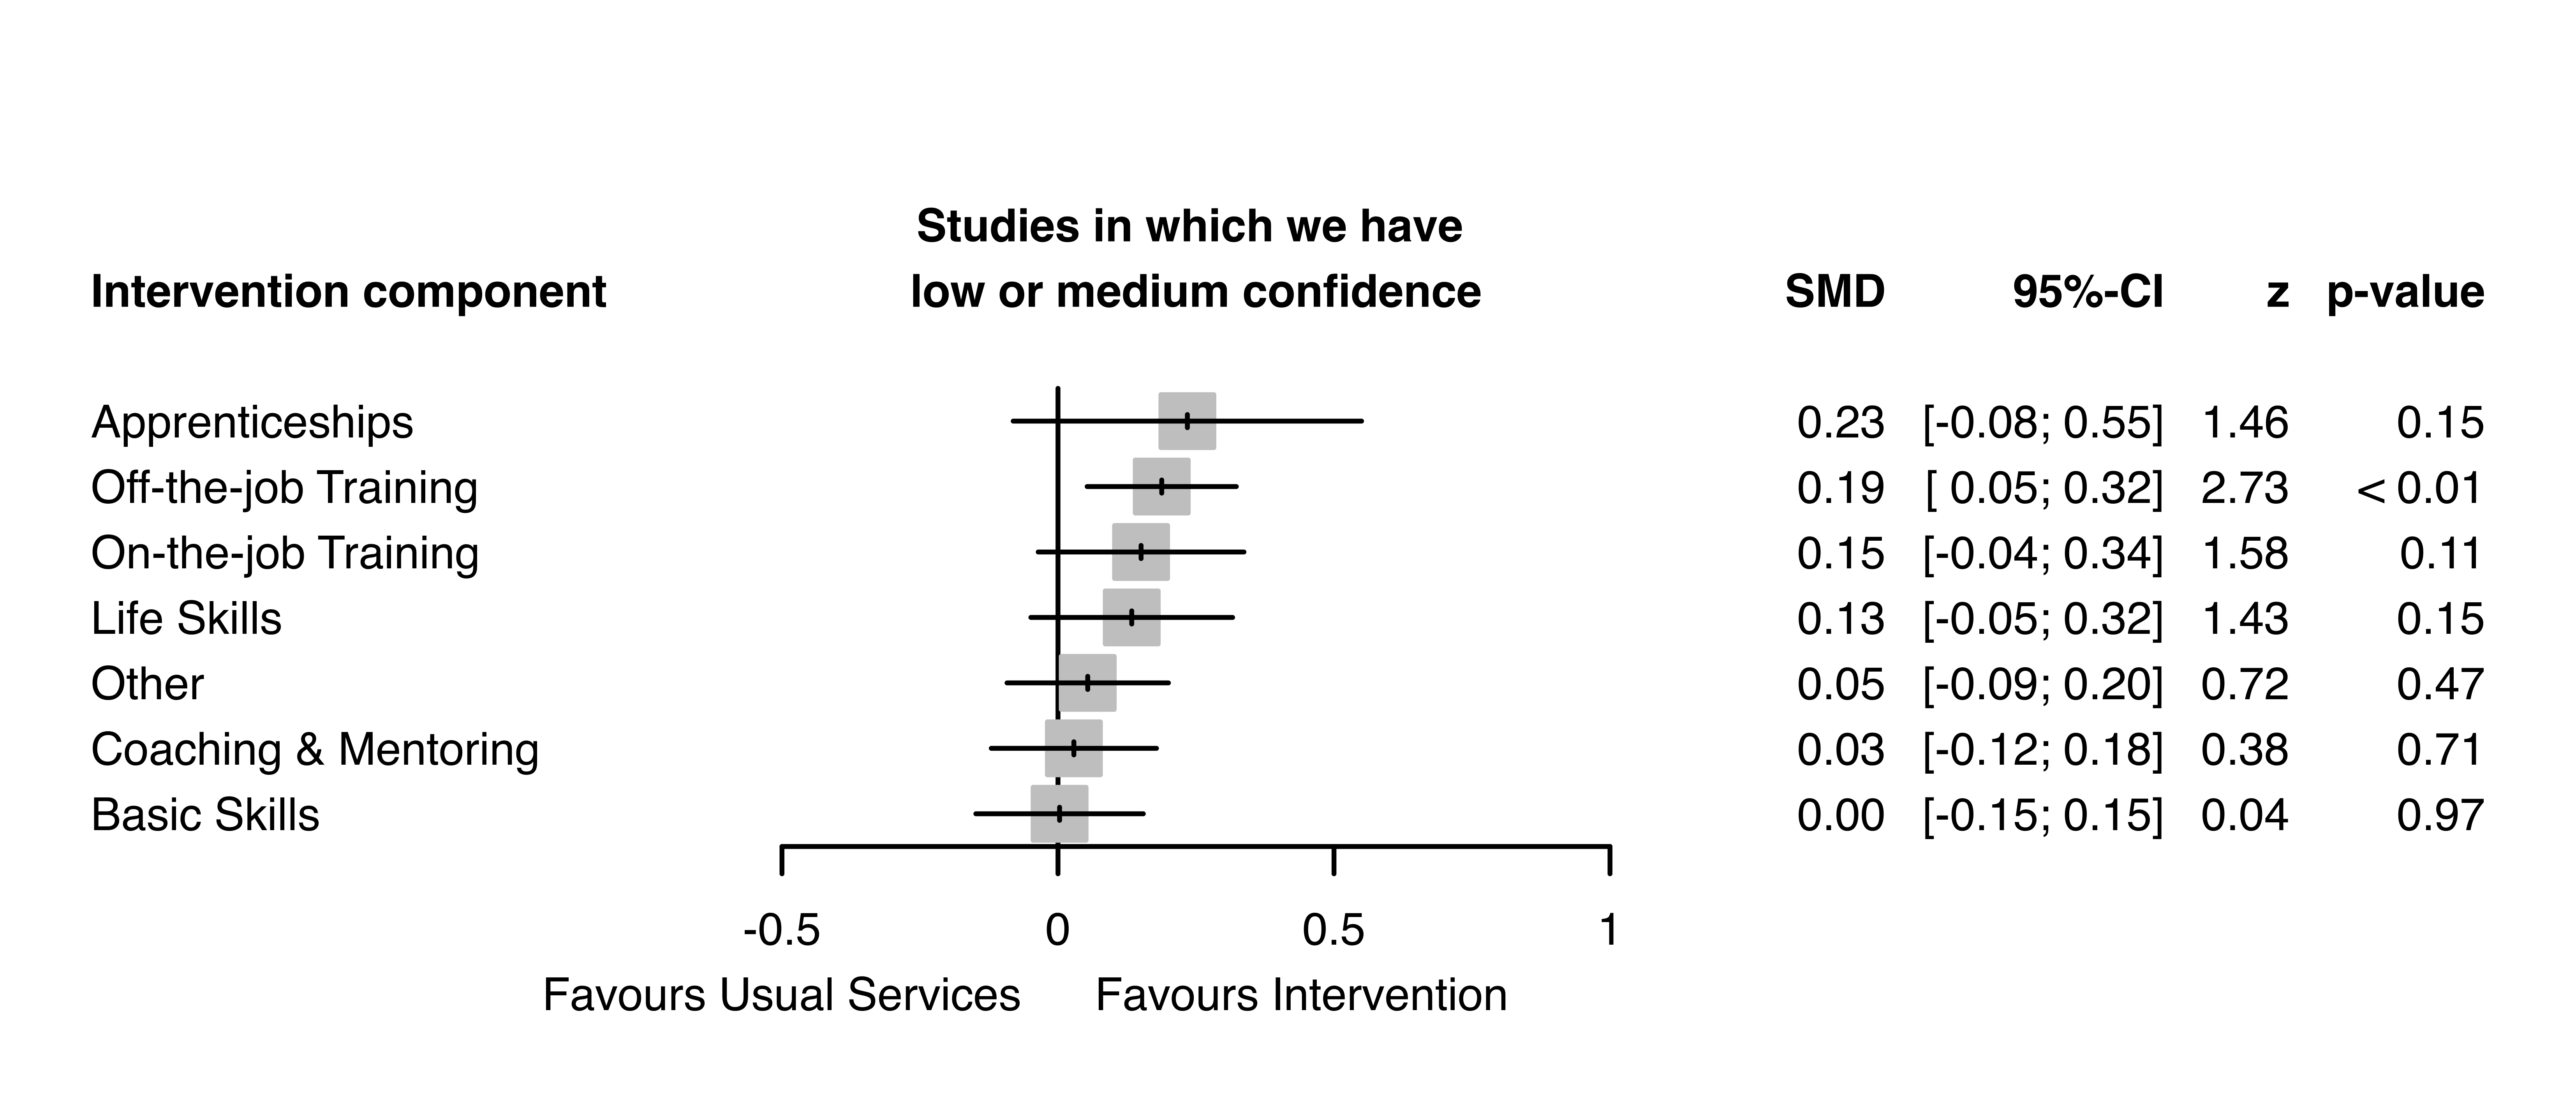 Studies in which we have
Intervention component low or medium confidence SMD 95%-CI z p-value
Apprenticeships 0.23 [-0.08; 0.55] 1.46 0.15
Off-the-job Training 0.19 [ 0.05; 0.32] 2.73 < 0.01
On-the-job Training 0.15 [-0.04; 0.34] 1.58 0.11
Life Skills 0.13 [-0.05; 0.32] 1.43 0.15
Other 0.05 [-0.09; 0.20] 0.72 0.47
Coaching & Mentoring 0.03 [-0.12; 0.18] 0.38 0.71
Basic Skills 0.00 [-0.15; 0.15] 0.04 0.97
-0.5 0 0.5 1
Favours Usual Services Favours Intervention